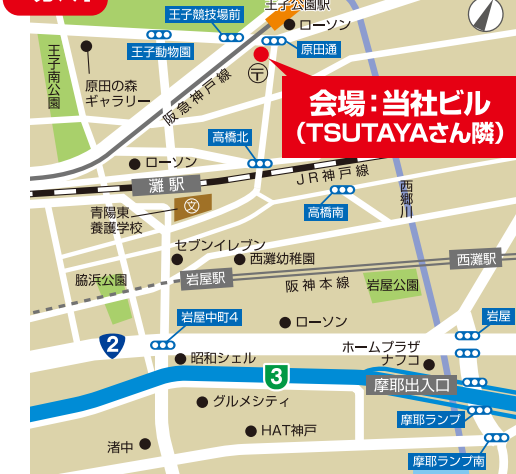 王子公園駅
王子競技場前
ローソン
王子動物園
原田通
王子南公園
原田の森
ギャラリー
阪急神戸線
会場：当社ビル
（TSUTAYAさん隣）
高橋北
ローソン
JR神戸線
灘駅
西郷川
青陽東
養護学校
文
高橋南
セブンイレブン
西灘幼稚園
西灘駅
脇浜公園
岩屋駅
阪神本線
岩屋公園
岩屋中町4
ローソン
岩屋
2
ホームプラザ
ナフコ
昭和シェル
3
摩耶出入口
グルメシティ
摩耶ランプ
HAT神戸
渚中
摩耶ランプ南